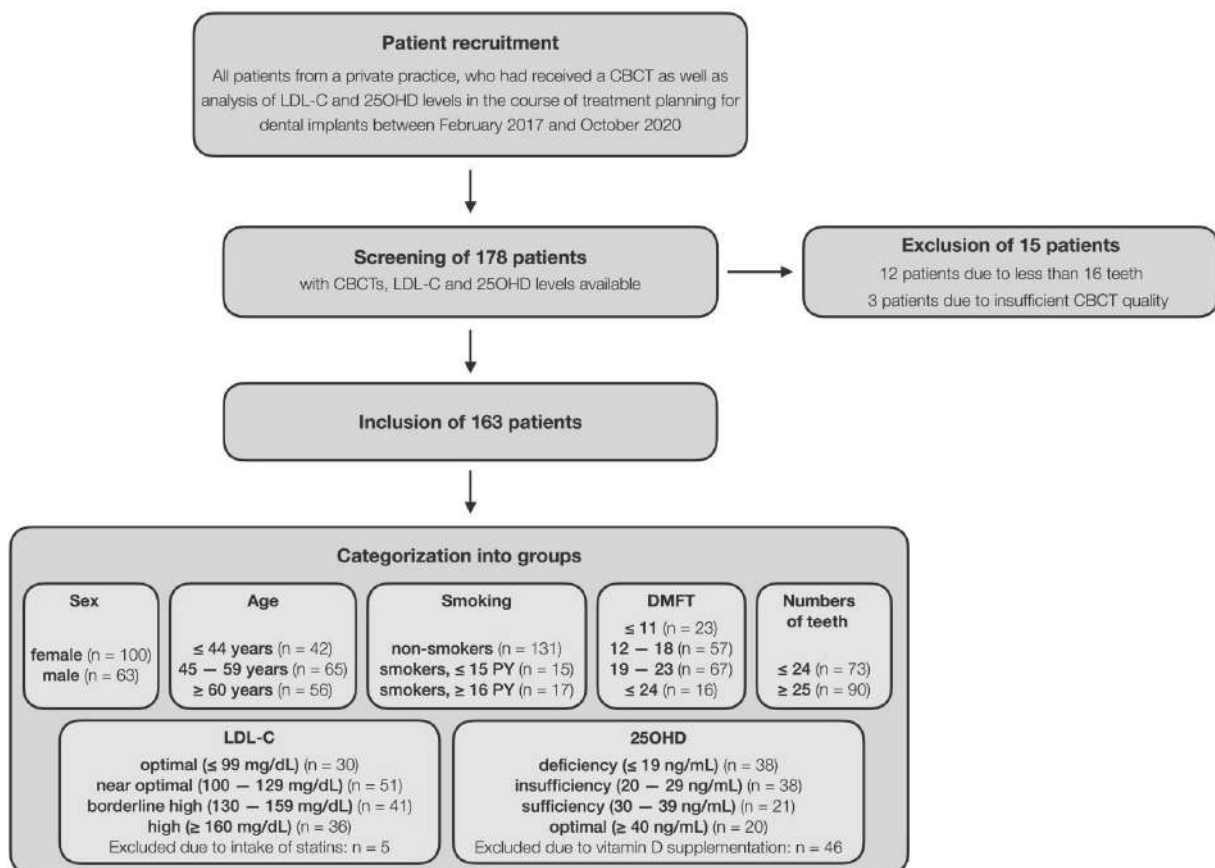 Patient recruitment
All patients from a private practice, who had received a CBCT as well as
analysis of LDL-C and 25OHD levels in the course of treatment planning for
dental implants between February 2017 and October 2020
Screening of 178 patients
with CBCTs, LDL-C and 25OHD levels available
Exclusion of 15 patients
12 patients due to less than 16 teeth
3 patients due to insufficient CBCT quality
Inclusion of 163 patients
Categorization into groups
Sex
female (n = 100)
male (n = 63)
Age
≤ 44 years (n = 42)
45 — 59 years (n = 65)
≥ 60 years (n = 56)
Smoking
non-smokers (n = 131)
smokers, ≤ 15 PY (n = 15)
smokers, ≥ 16 PY (n = 17)
DMFT
≤ 11 (n = 23)
12 — 18 (n = 57)
19 — 23 (n = 67)
≤ 24 (n = 16)
Numbers
of teeth
≤ 24 (n = 73)
≥ 25 (n = 90)
LDL-C
optimal (≤ 99 mg/dL) (n = 30)
near optimal (100 — 129 mg/dL) (n = 51)
borderline high (130 — 159 mg/dL) (n = 41)
high (≥ 160 mg/dL) (n = 36)
Excluded due to intake of statins: n = 5
25OHD
deficiency (≤ 19 ng/mL) (n = 38)
insufficiency (20 — 29 ng/mL) (n = 38)
sufficiency (30 — 39 ng/mL) (n = 21)
optimal (≥ 40 ng/mL) (n = 20)
Excluded due to vitamin D supplementation: n = 46